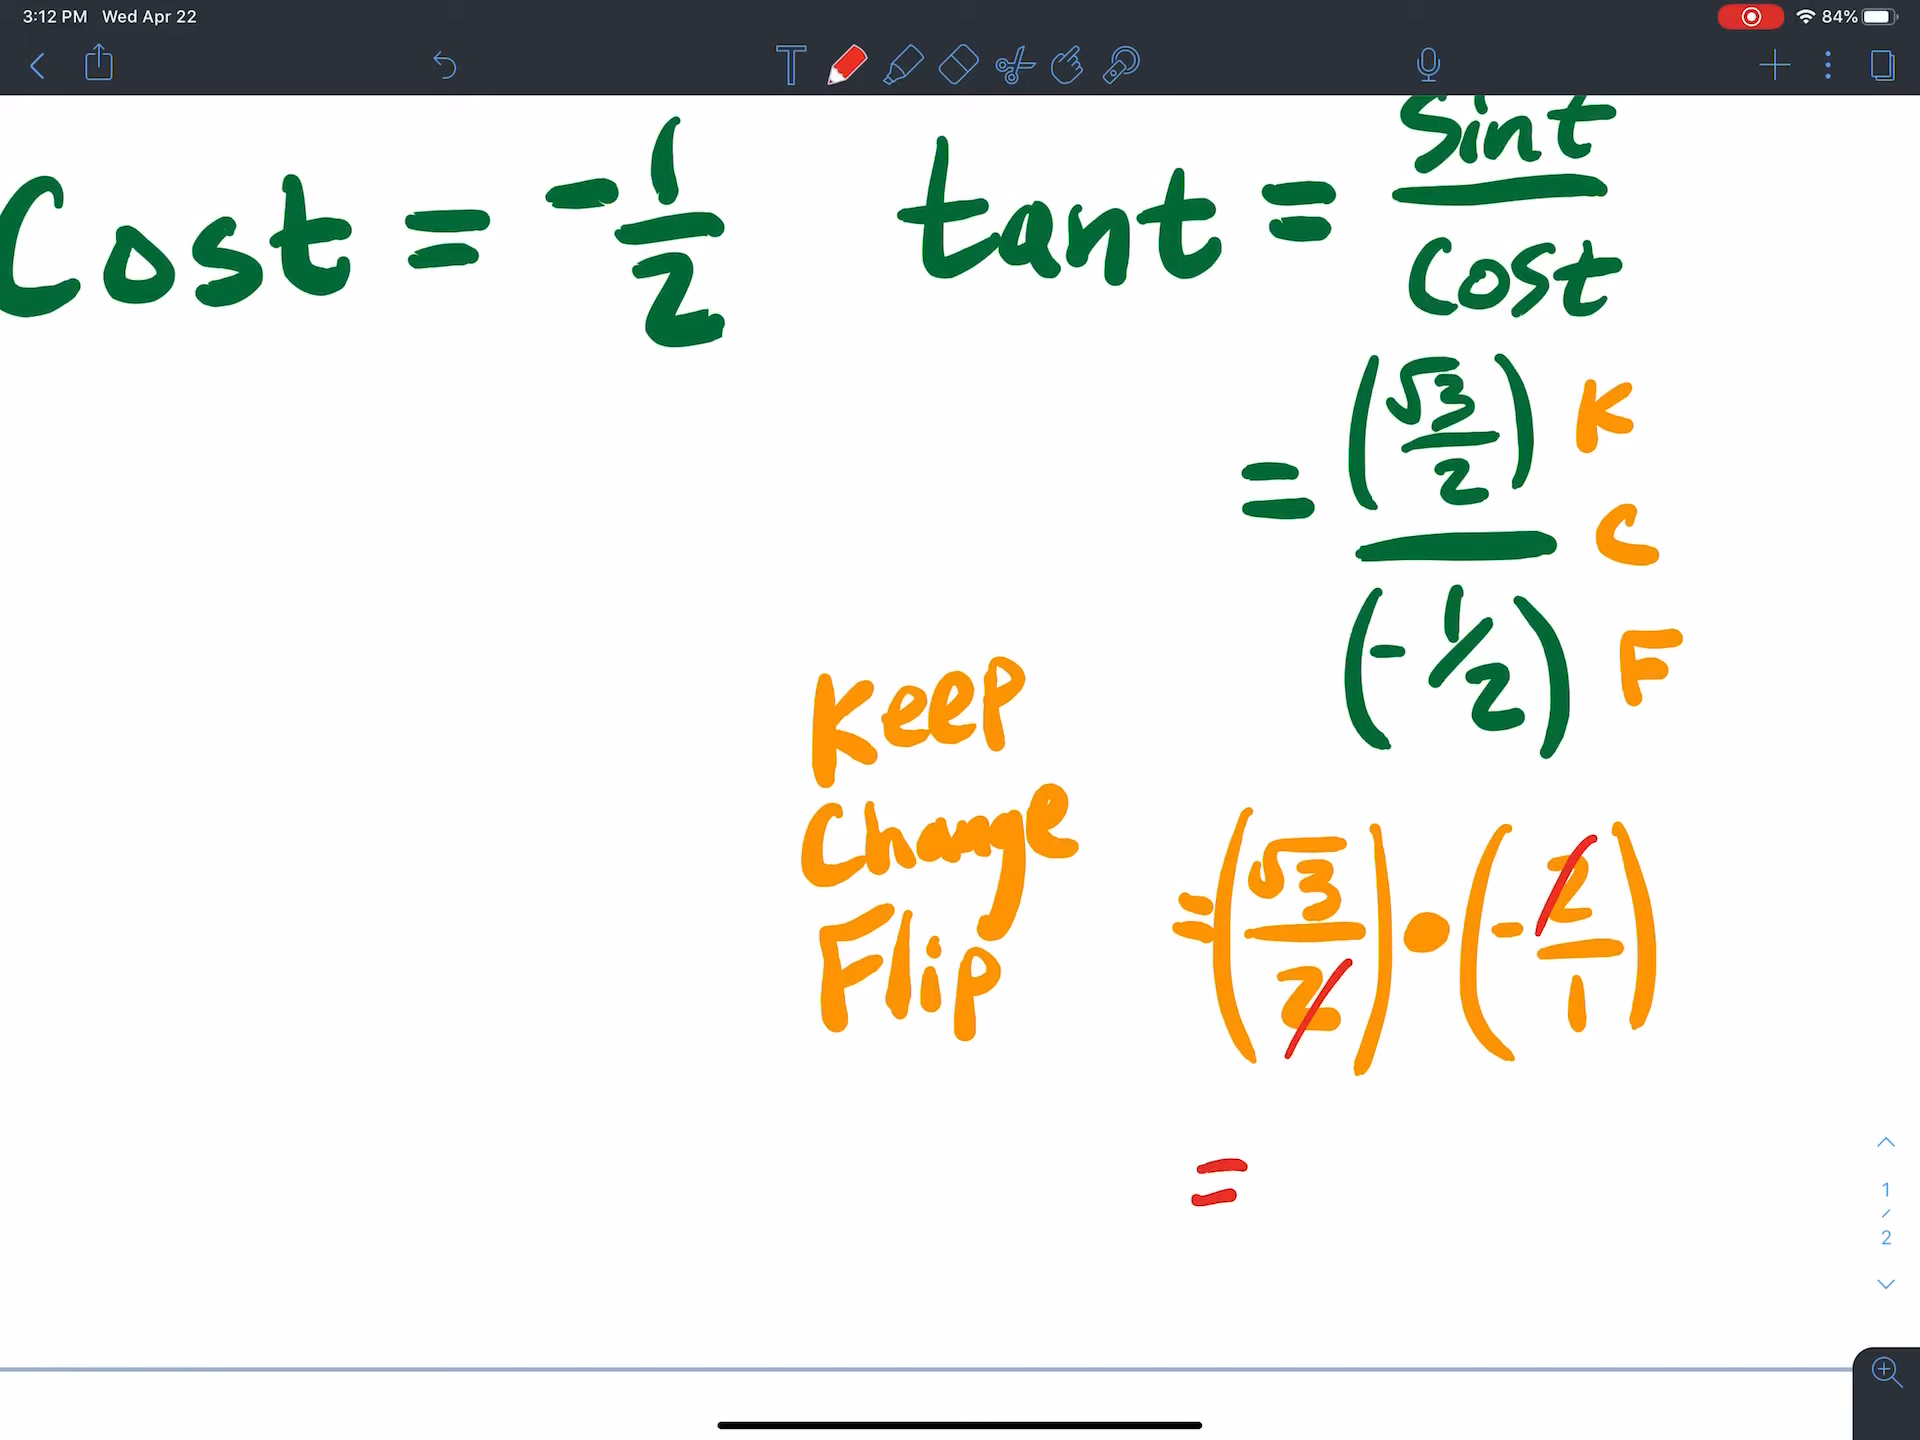 3:12 PM Wed Apr 22
84%
T
Cost = -1/2
tant = sint/cost
= (√3/2)/(-1/2)
K
C
F
Keep
Change
Flip
= (√3/2) • (-2/1)
=
1
/
2